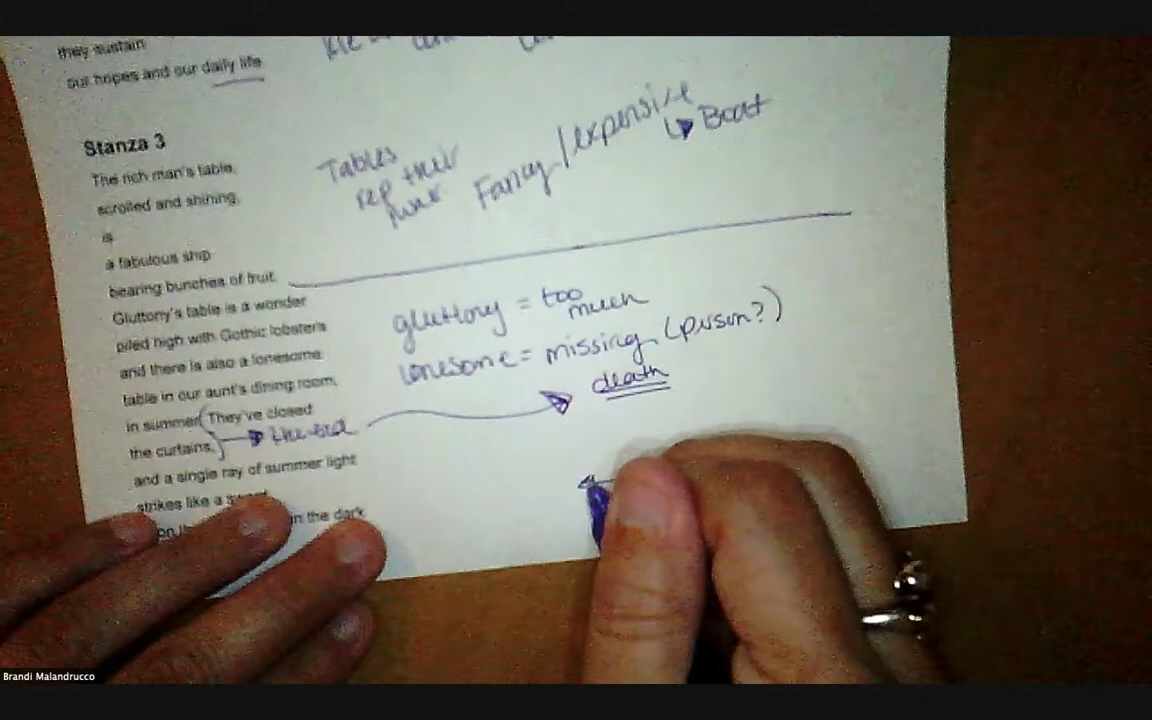 they sustain
our hopes and our daily life
Stanza 3
The rich man's table,
scrolled and shining,
is
a fabulous ship
bearing bunches of fruit.
Gluttony's table is a wonder
piled high with Gothic lobsters
and there is also a lonesome
table in our aunt's dining room,
in summer. They've closed
the curtains,
and a single ray of summer light
strikes like a
in the dark
Tables
rep their
Fancy / expensive
↳ Boat
gluttony = too
much
lonesome = missing (person?)
death
the end
Brandi Malandrucco